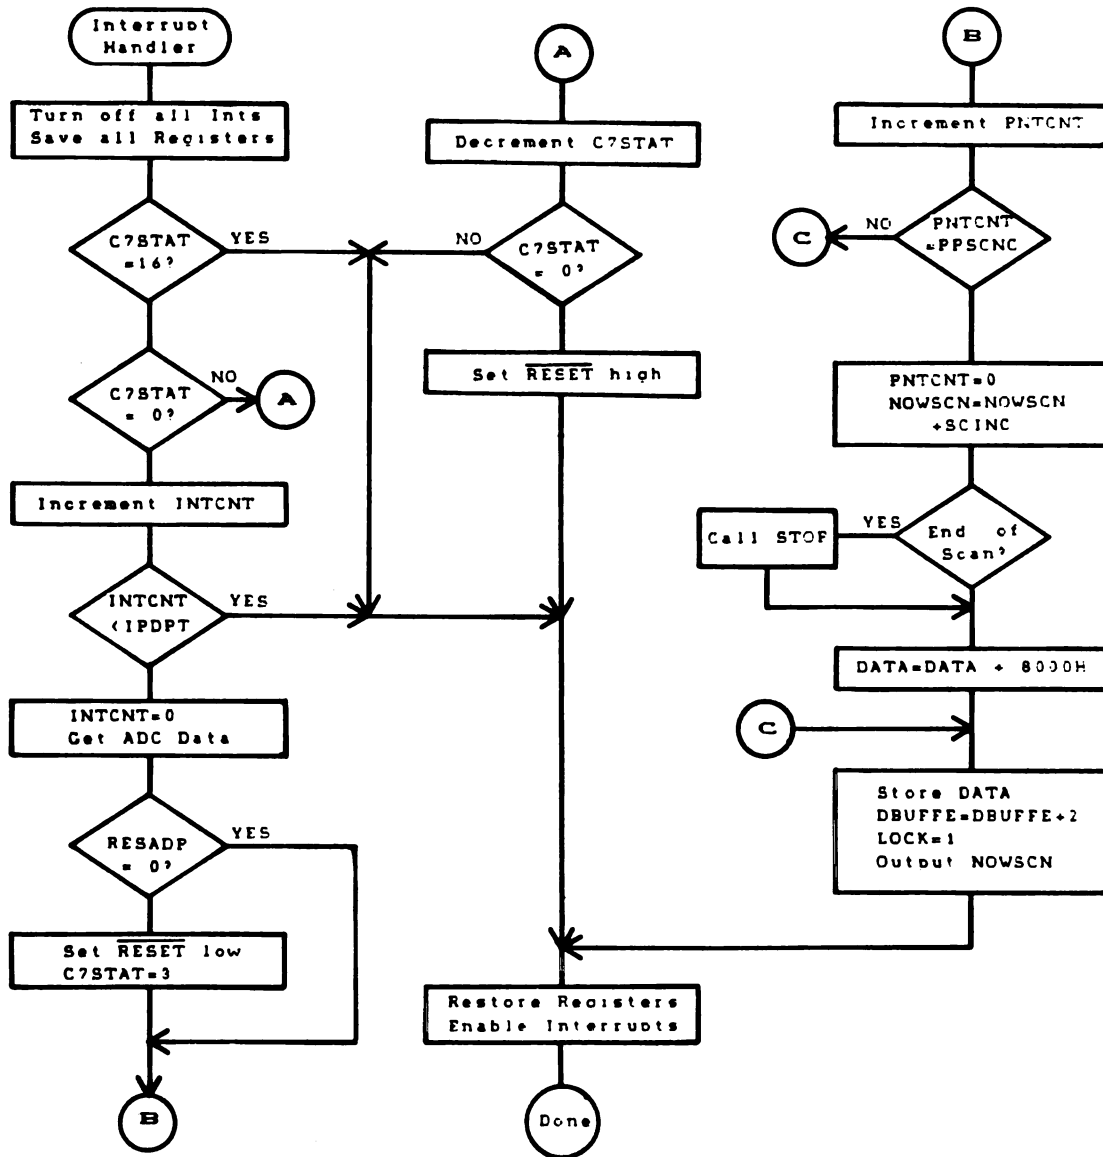 Interrupt
Handler
Turn off all Ints
Save all Registers
C7STAT
=16?
YES
C7STAT
= 0?
NO
A
Increment INTCNT
INTCNT
<IPDPT
YES
INTCNT=0
Get ADC Data
RESADP
= 0?
YES
Set RESET low
C7STAT=3
B
A
Decrement C7STAT
NO
C7STAT
= 0?
Set RESET high
Restore Registers
Enable Interrupts
Done
B
Increment PNTCNT
C
NO
PNTCNT
=PPSCNC
PNTCNT=0
NOWSCN=NOWSCN
+SCINC
Call STOF
YES
End of
Scan?
DATA=DATA + 8000H
C
Store DATA
DBUFFE=DBUFFE+2
LOCK=1
Output NOWSCN